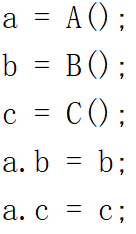 a = A();
b = B();
c = C();
a.b = b;
a.c = c;